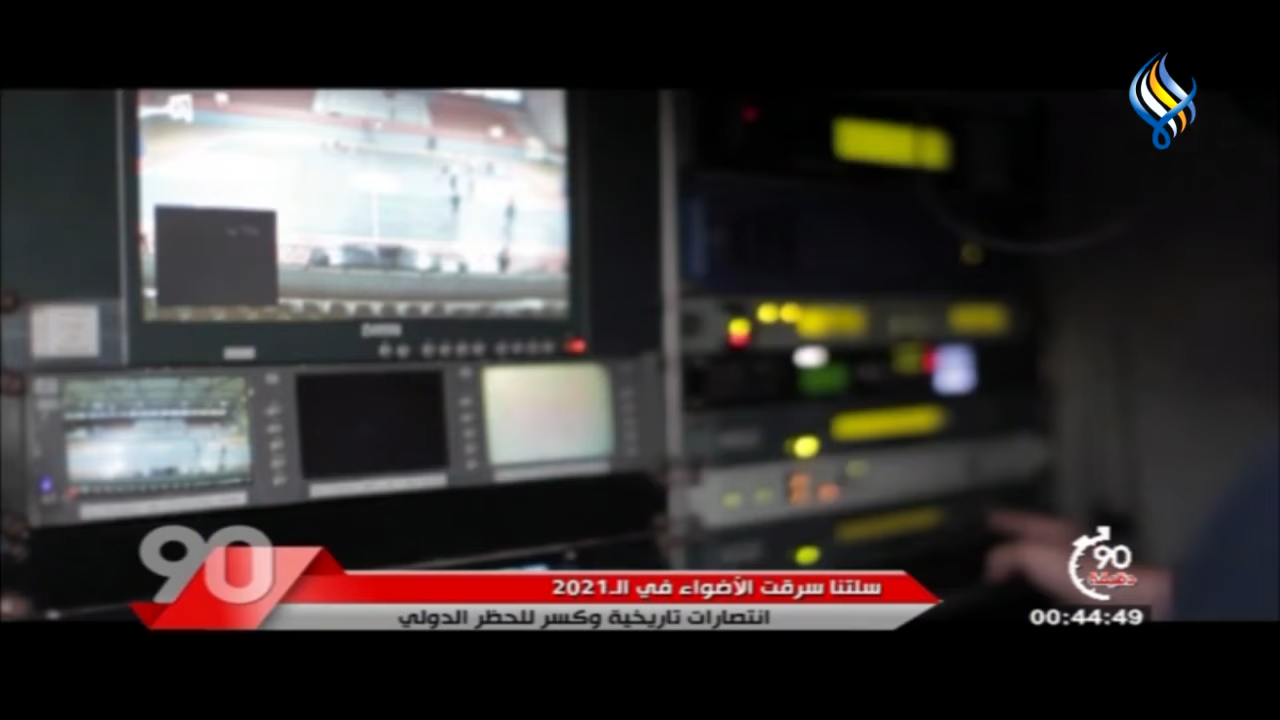 90
سلتنا سرقت الأضواء في الـ2021
انتصارات تاريخية وكسر للحظر الدولي
90
دقيقة
00:44:49